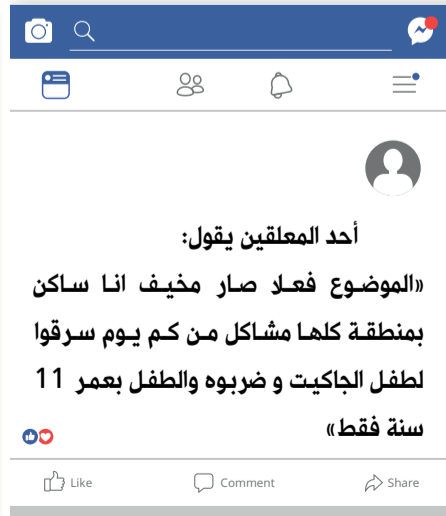 أحد المعلقين يقول:
«الموضوع فعلا صار مخيف انا ساكن
بمنطقة كلها مشاكل من كم يوم سرقوا
لطفل الجاكيت و ضربوه والطفل بعمر 11
سنة فقط»
Like Comment Share